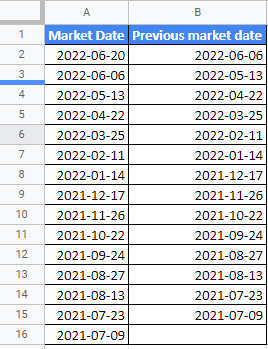 A B
1 Market Date Previous market date
2 2022-06-20 2022-06-06
3 2022-06-06 2022-05-13
4 2022-05-13 2022-04-22
5 2022-04-22 2022-03-25
6 2022-03-25 2022-02-11
7 2022-02-11 2022-01-14
8 2022-01-14 2021-12-17
9 2021-12-17 2021-11-26
10 2021-11-26 2021-10-22
11 2021-10-22 2021-09-24
12 2021-09-24 2021-08-27
13 2021-08-27 2021-08-13
14 2021-08-13 2021-07-23
15 2021-07-23 2021-07-09
16 2021-07-09